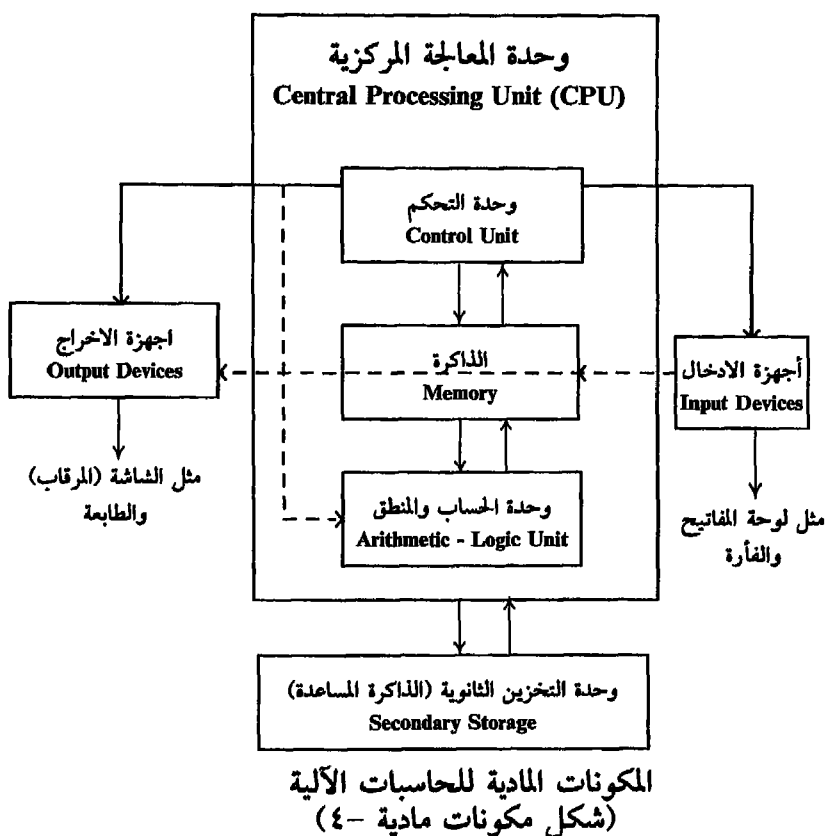 وحدة المعالجة المركزية
Central Processing Unit (CPU)
وحدة التحكم
Control Unit
اجهزة الاخراج
Output Devices
الذاكرة
Memory
أجهزة الادخال
Input Devices
مثل الشاشة (المرقاب)
والطابعة
وحدة الحساب والمنطق
Arithmetic - Logic Unit
مثل لوحة المفاتيح
والفأرة
وحدة التخزين الثانوية (الذاكرة المساعدة)
Secondary Storage
المكونات المادية للحاسبات الآلية
(شكل مكونات مادية -٤)